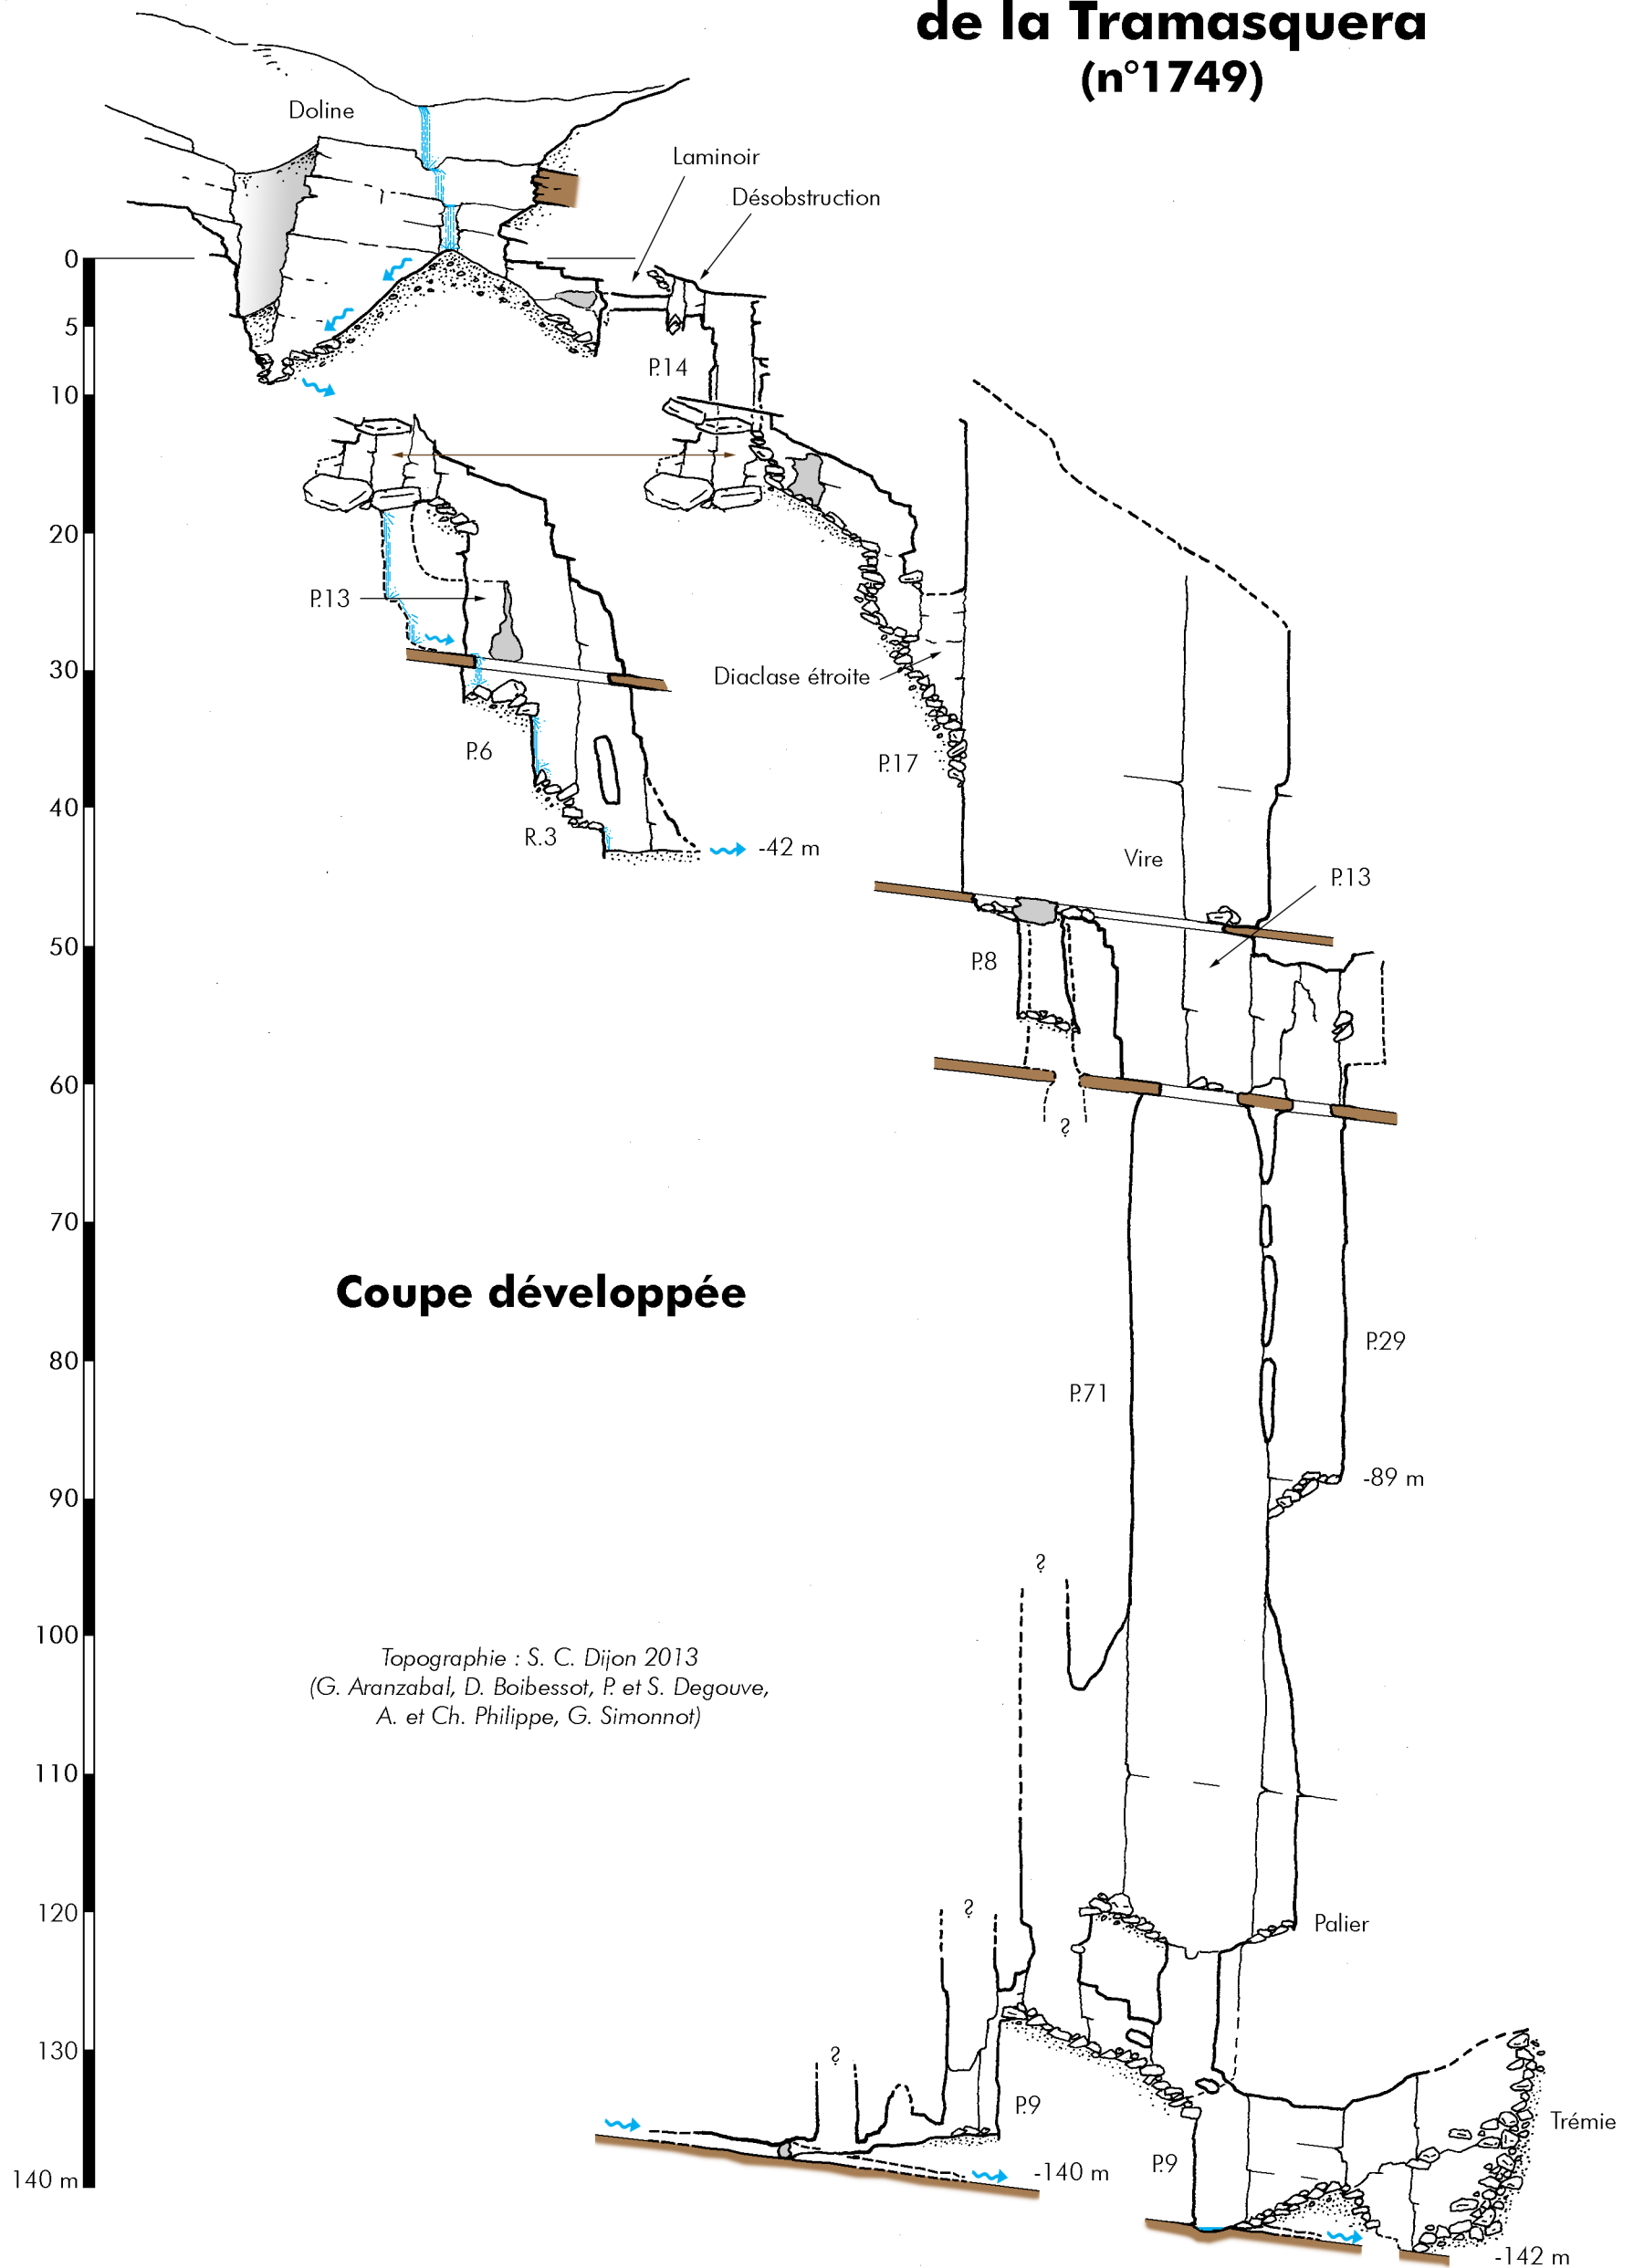 de la Tramasquera
(n°1749)
Doline
Laminoir
Désobstruction
0
5
P.14
10
20
P.13
30
Diaclase étroite
P.6
P.17
40
R.3
-42 m
Vire
P.13
50
P.8
60
?
70
Coupe développée
80
P.29
P.71
-89 m
90
?
100
Topographie : S. C. Dijon 2013
(G. Aranzabal, D. Boibessot, P. et S. Degouve,
A. et Ch. Philippe, G. Simonnot)
110
120
?
Palier
130
?
P.9
Trémie
140 m
-140 m
P.9
-142 m